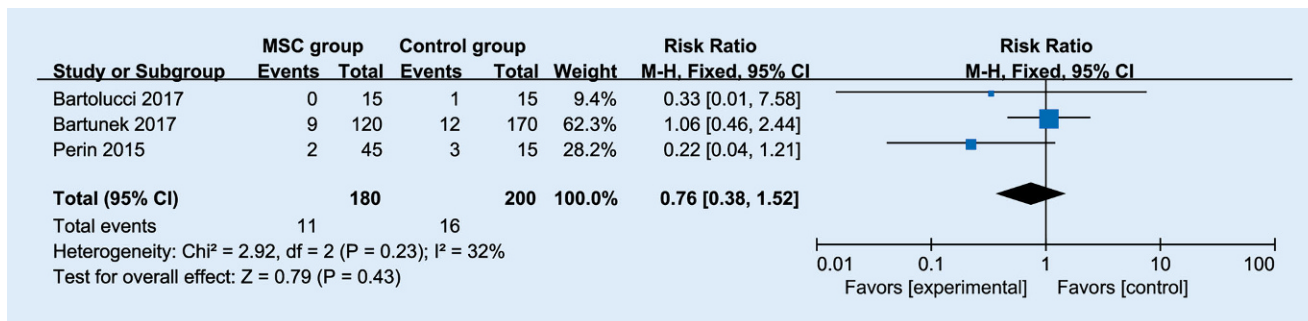 MSC group Control group Risk Ratio Risk Ratio
Study or Subgroup Events Total Events Total Weight M-H, Fixed, 95% CI M-H, Fixed, 95% CI
Bartolucci 2017 0 15 1 15 9.4% 0.33 [0.01, 7.58]
Bartunek 2017 9 120 12 170 62.3% 1.06 [0.46, 2.44]
Perin 2015 2 45 3 15 28.2% 0.22 [0.04, 1.21]
Total (95% CI) 180 200 100.0% 0.76 [0.38, 1.52]
Total events 11 16
Heterogeneity: Chi² = 2.92, df = 2 (P = 0.23); I² = 32%
Test for overall effect: Z = 0.79 (P = 0.43)
0.01 0.1 1 10 100
Favors [experimental] Favors [control]